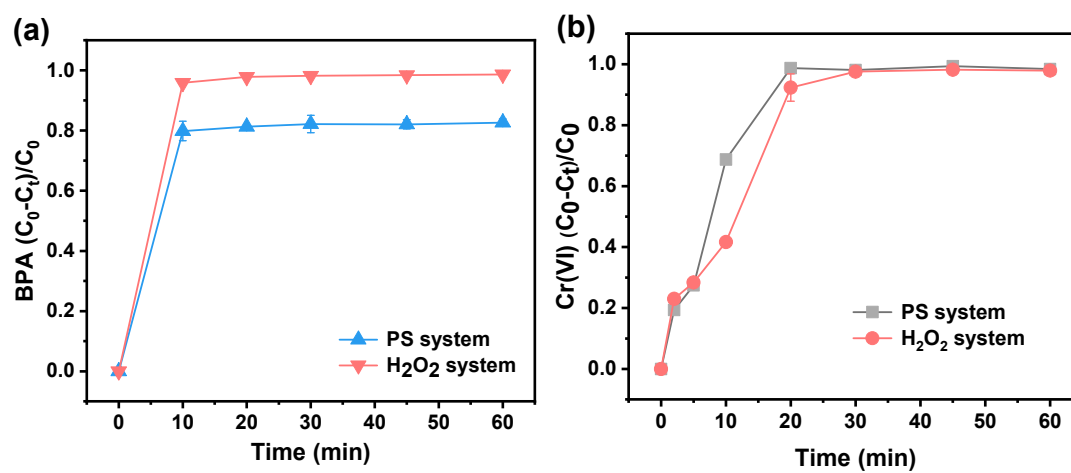 (a)
BPA (C₀-Cₜ)/C₀
1.0
0.8
0.6
0.4
0.2
0.0
PS system
H₂O₂ system
0 10 20 30 40 50 60
Time (min)
(b)
Cr(VI) (C₀-Cₜ)/C₀
1.0
0.8
0.6
0.4
0.2
0.0
PS system
H₂O₂ system
0 10 20 30 40 50 60
Time (min)